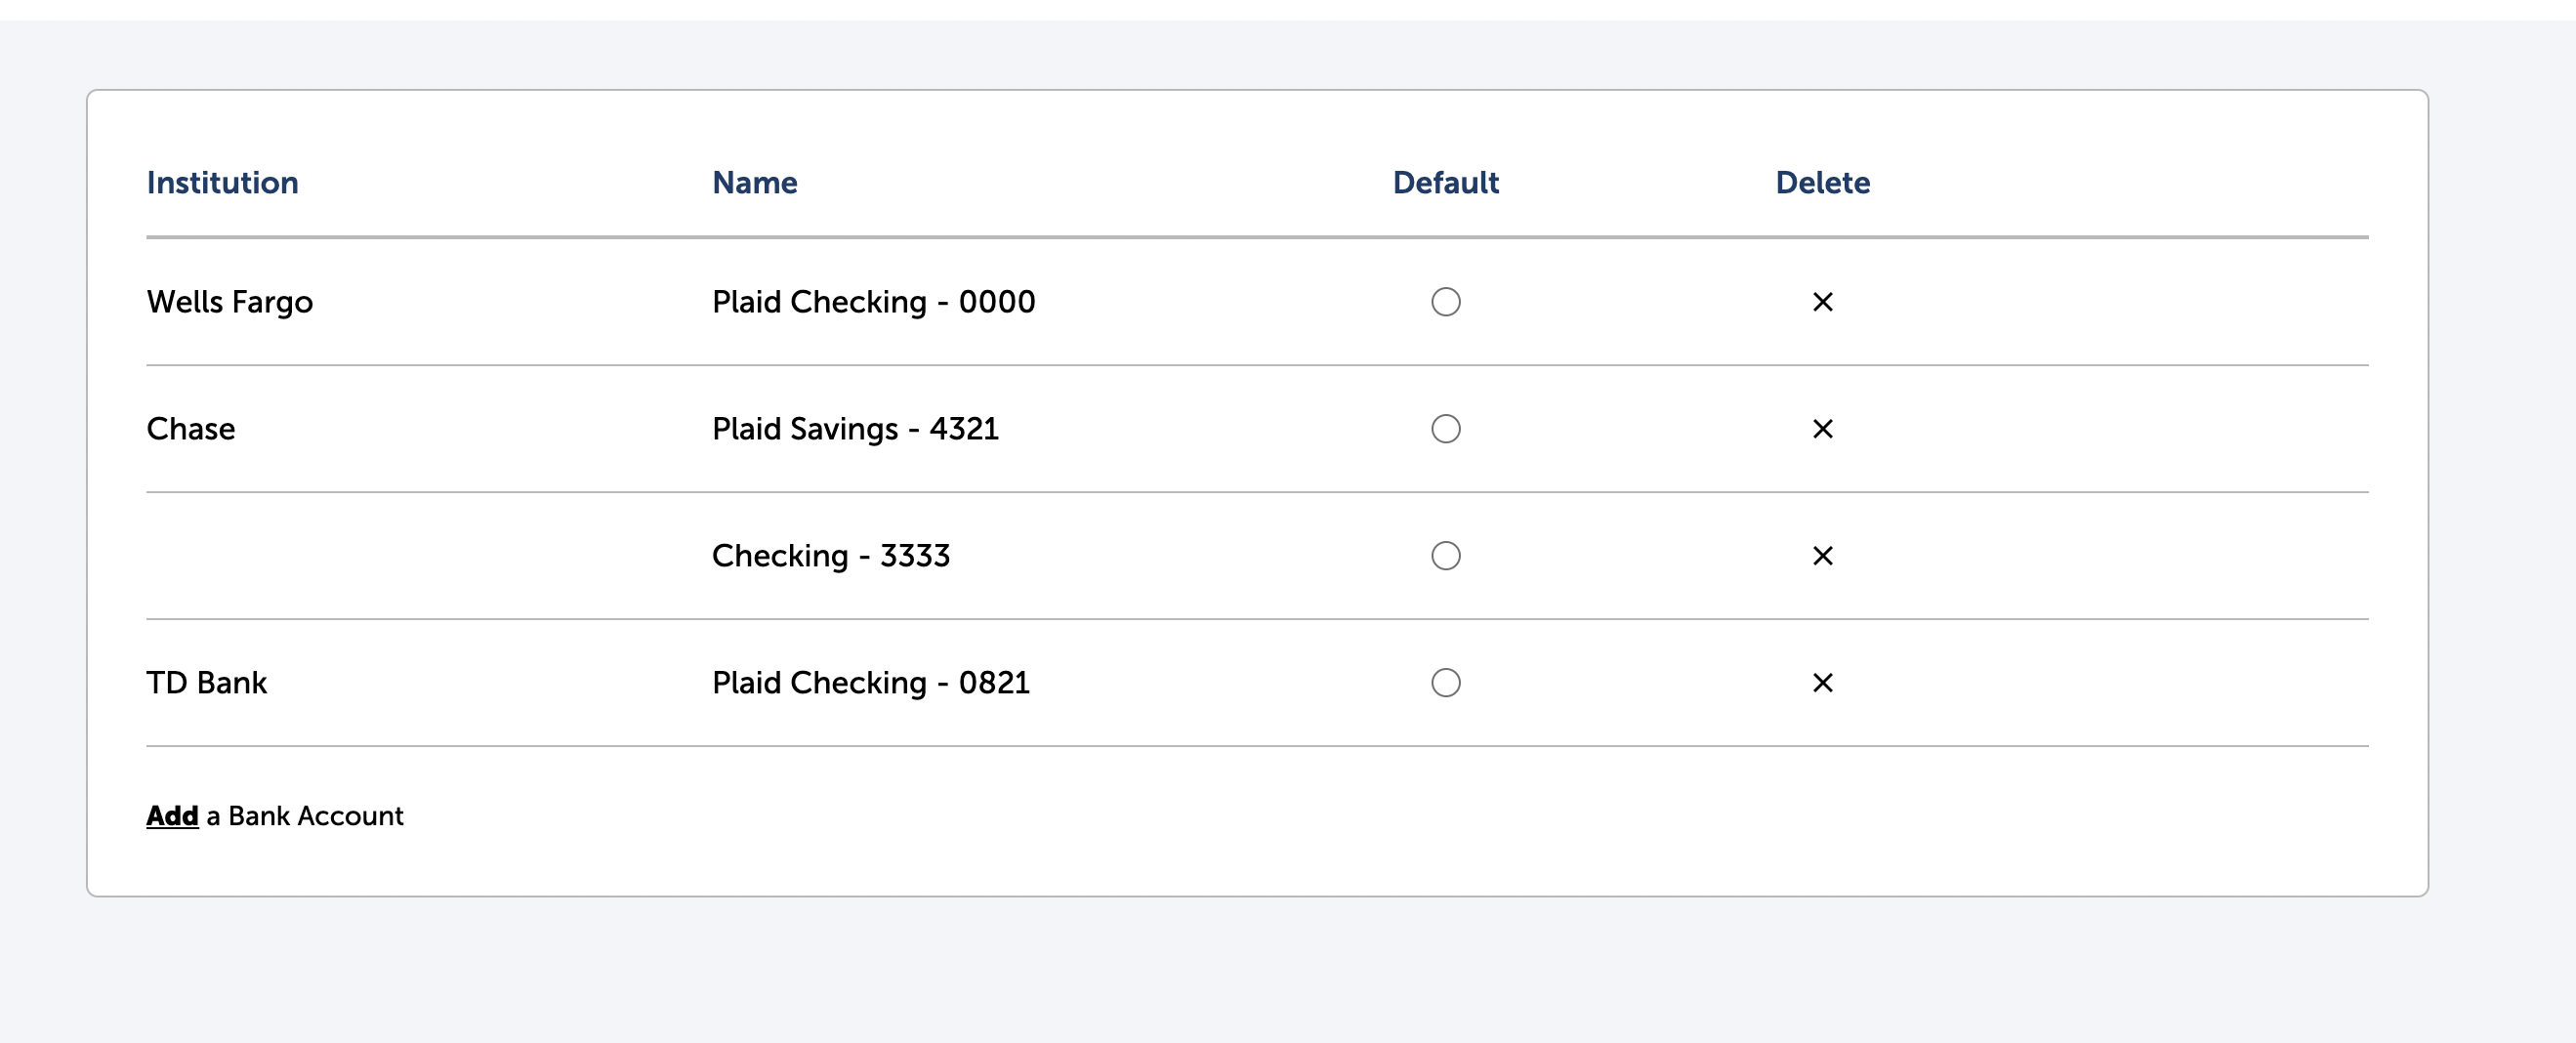 Institution Name Default Delete
Wells Fargo Plaid Checking - 0000 ×
Chase Plaid Savings - 4321 ×
Checking - 3333 ×
TD Bank Plaid Checking - 0821 ×
Add a Bank Account